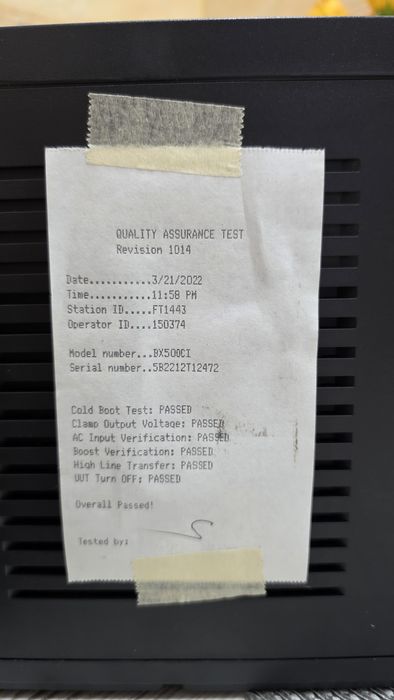 QUALITY ASSURANCE TEST
Revision 1014
Date...........3/21/2022
Time...........11:58 PM
Station ID.....FT1443
Operator ID....150374
Model number...BX500CI
Serial number..5B2212T12472
Cold Boot Test: PASSED
Clamp Output Voltage: PASSED
AC Input Verification: PASSED
Boost Verification: PASSED
High Line Transfer: PASSED
UUT Turn OFF: PASSED
Overall Passed!
Tested by: